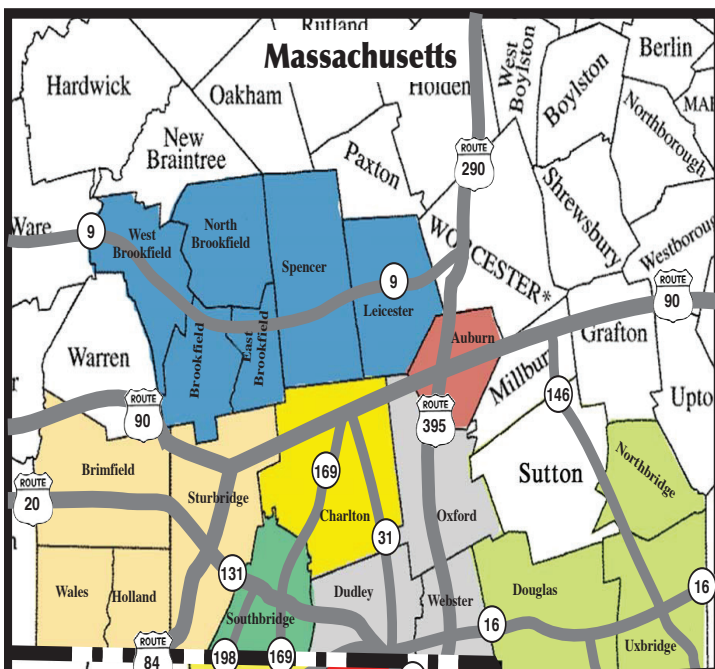 Rutland
Massachusetts
West
Boylston
Berlin
Hardwick
Oakham
Holden
Boylston
Northborough
New
Braintree
Paxton
ROUTE
290
Shrewsbury
Ware
9
West
Brookfield
North
Brookfield
Spencer
WORCESTER*
Westboroug
9
Leicester
ROUTE
90
Warren
Brookfield
East
Brookfield
Auburn
Millbur
Grafton
Upto
ROUTE
90
ROUTE
395
146
Brimfield
Sturbridge
169
Charlton
Sutton
Northbridge
ROUTE
20
Oxford
31
Wales
Holland
131
Southbridge
Dudley
Webster
Douglas
16
16
Uxbridge
ROUTE
84
198
169